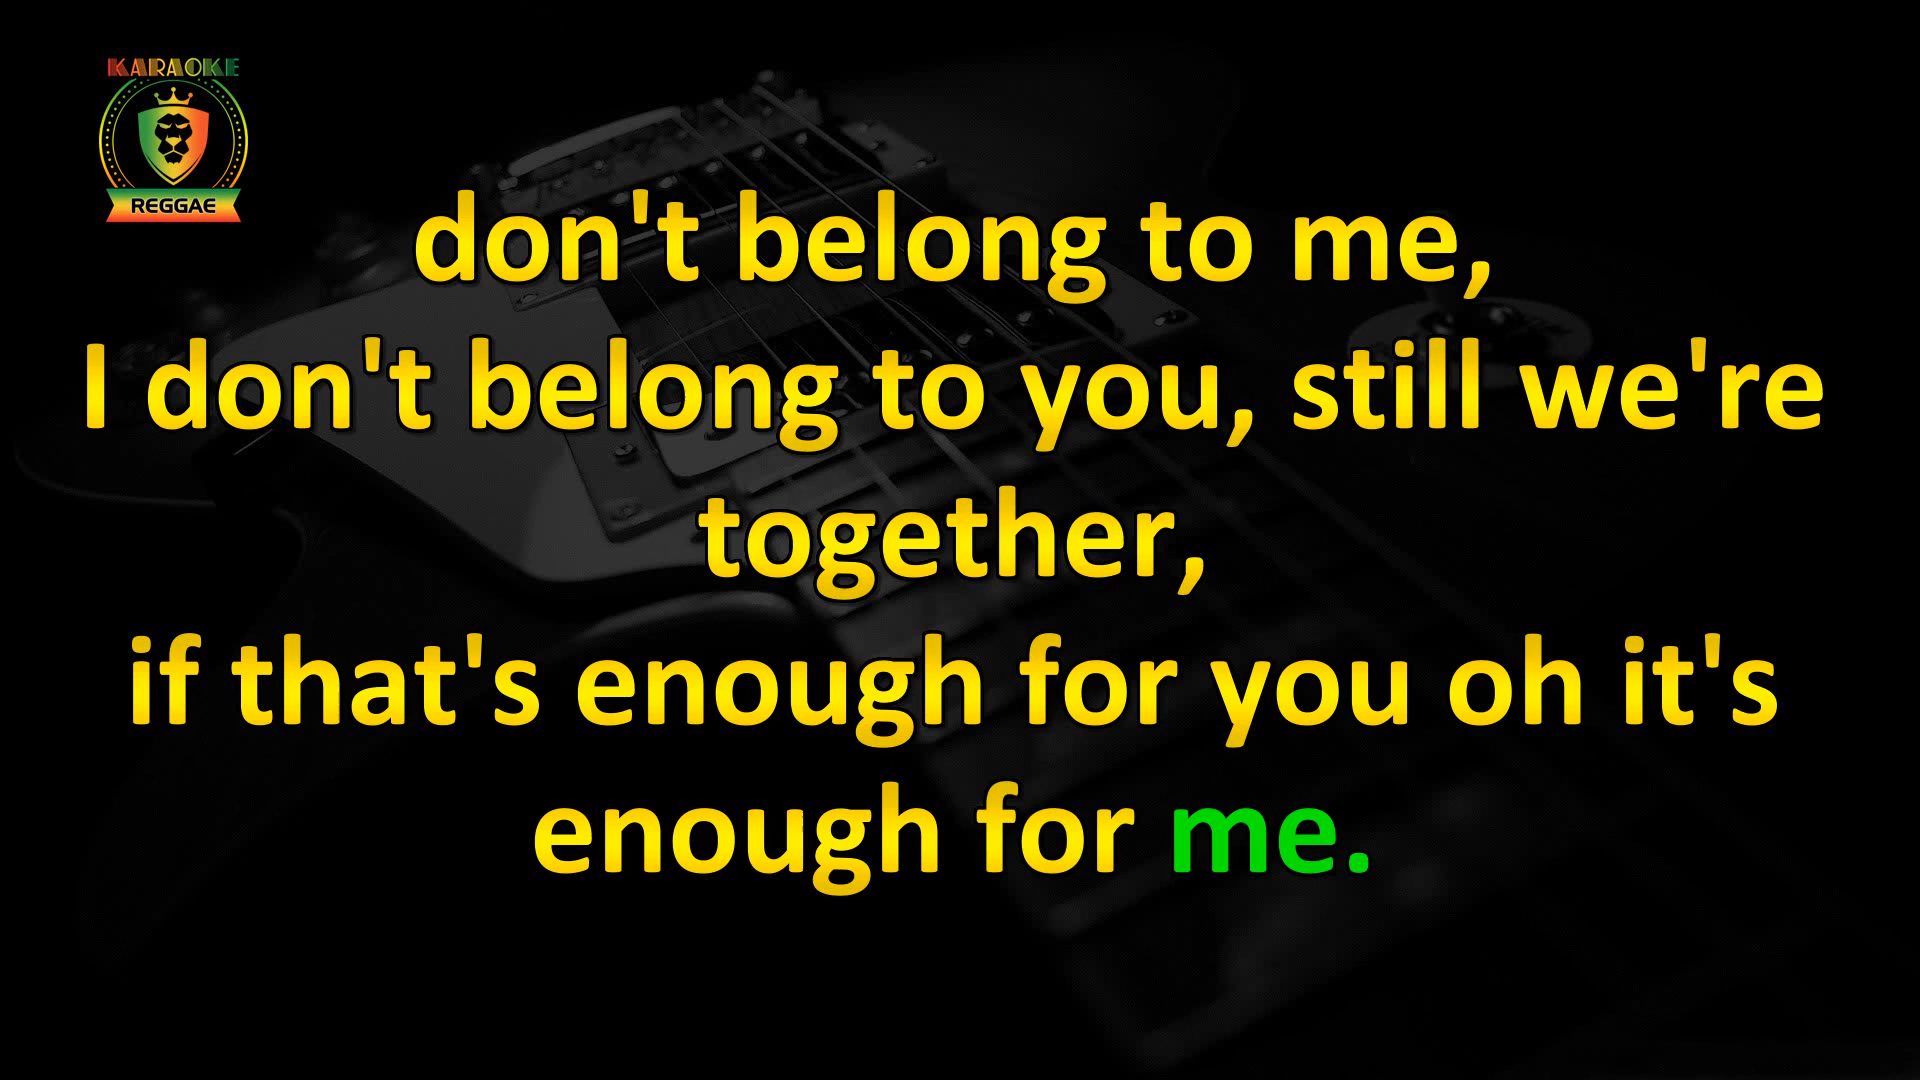 KARAOKE
REGGAE
don't belong to me,
I don't belong to you, still we're
together,
if that's enough for you oh it's
enough for me.